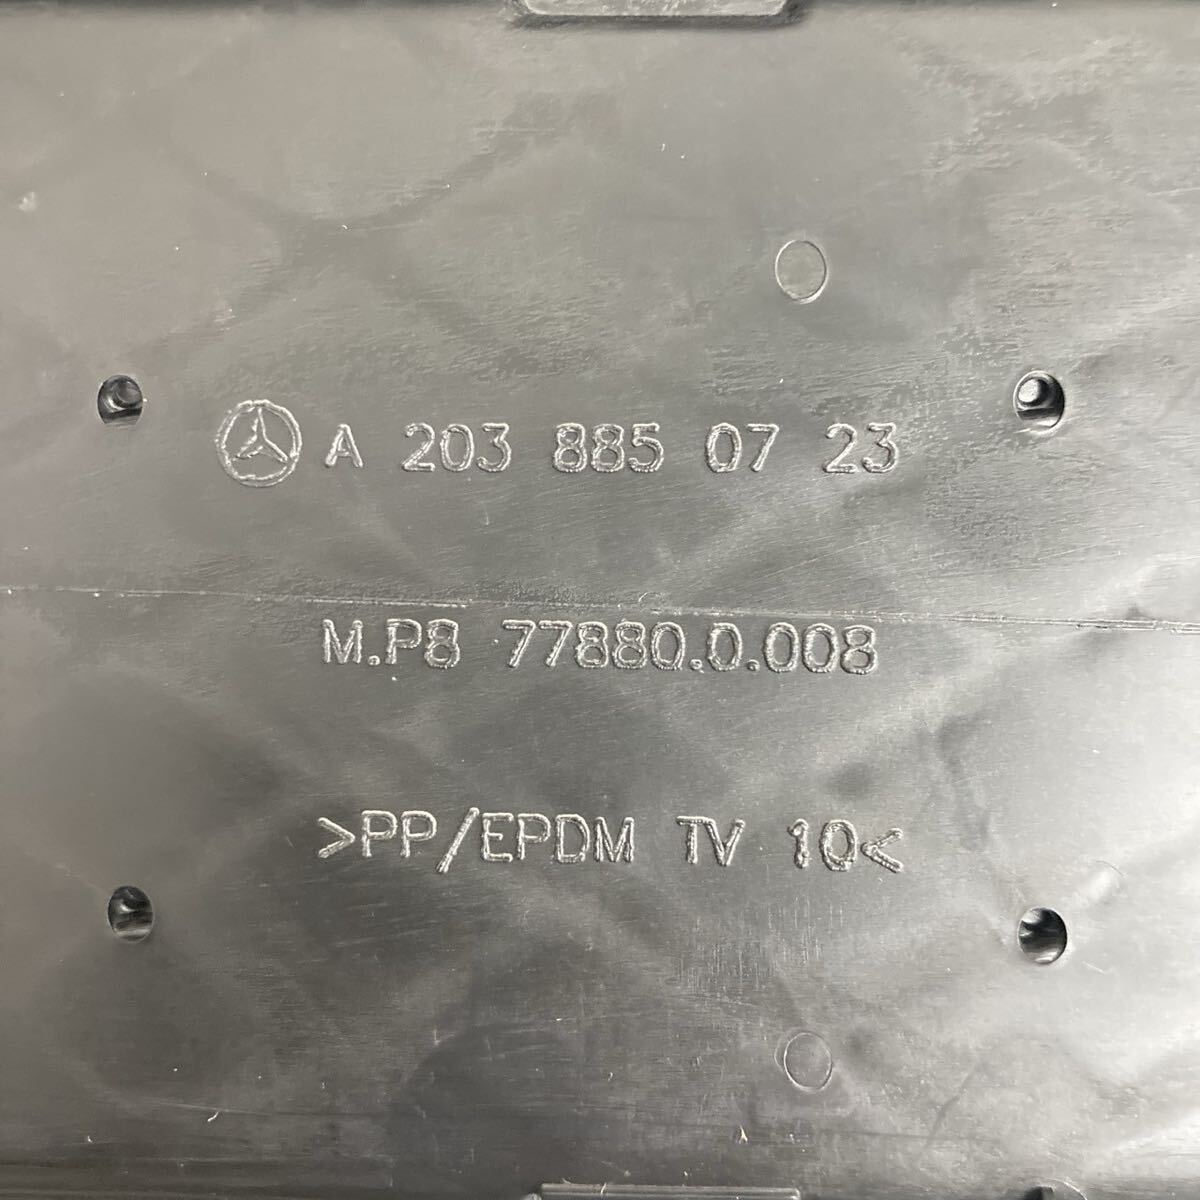 A 203 885 07 23
M.P8 77880.0.008
>PP/EPDM TV 10<